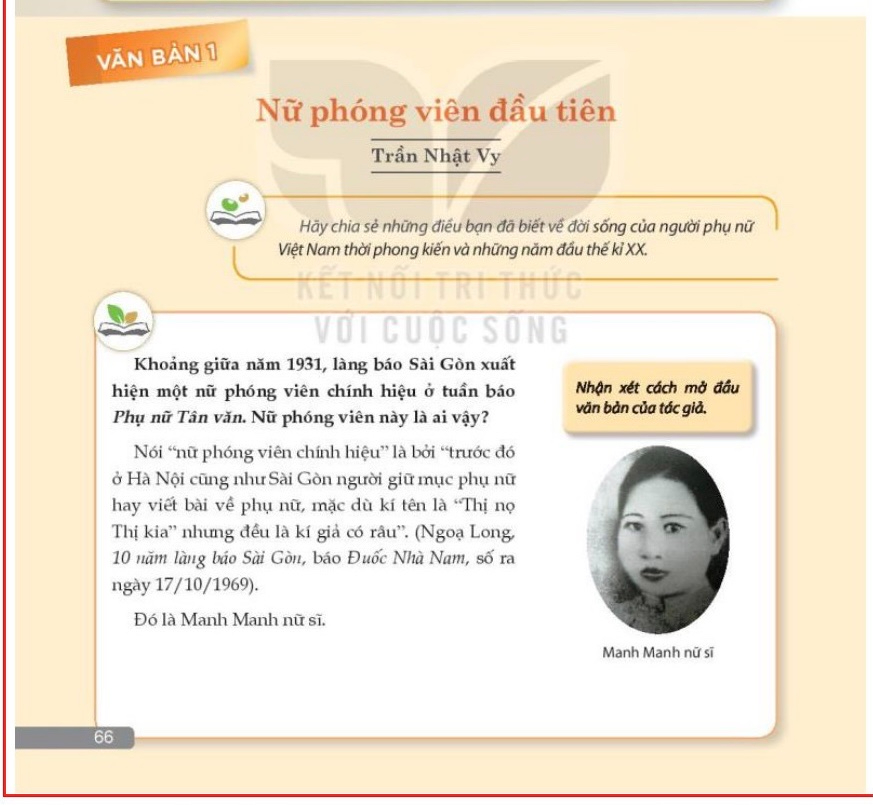 VĂN BẢN 1
Nữ phóng viên đầu tiên
Trần Nhật Vy
Hãy chia sẻ những điều bạn đã biết về đời sống của người phụ nữ
Việt Nam thời phong kiến và những năm đầu thế kỉ XX.
KẾT NỐI TRI THỨC
VỚI CUỘC SỐNG
Khoảng giữa năm 1931, làng báo Sài Gòn xuất
hiện một nữ phóng viên chính hiệu ở tuần báo
Phụ nữ Tân văn. Nữ phóng viên này là ai vậy?
Nhận xét cách mở đầu
văn bản của tác giả.
Nói “nữ phóng viên chính hiệu” là bởi “trước đó
ở Hà Nội cũng như Sài Gòn người giữ mục phụ nữ
hay viết bài về phụ nữ, mặc dù kí tên là “Thị nọ
Thị kia” nhưng đều là kí giả có râu”. (Ngoạ Long,
10 năm làng báo Sài Gòn, báo Đuốc Nhà Nam, số ra
ngày 17/10/1969).
Đó là Manh Manh nữ sĩ.
Manh Manh nữ sĩ
66